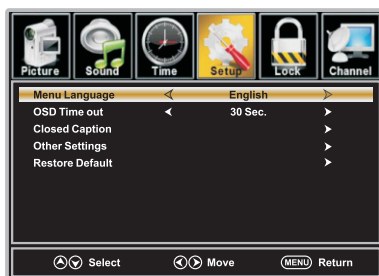 Picture Sound Time Setup Lock Channel
Menu Language English
OSD Time out 30 Sec.
Closed Caption
Other Settings
Restore Default
Select Move MENU Return